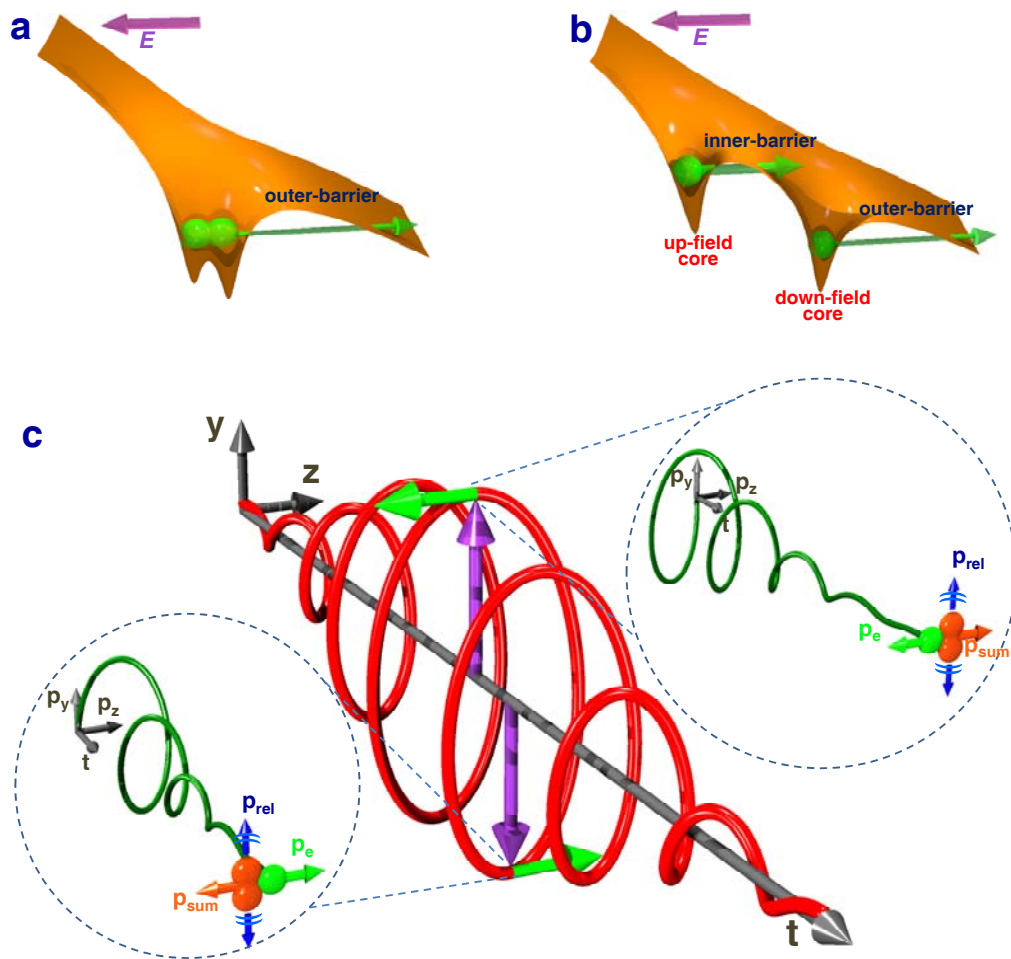 a
E
outer-barrier
b
E
inner-barrier
outer-barrier
up-field
core
down-field
core
c
y
z
t
p_y
p_z
t
p_rel
p_e
p_sum
p_y
p_z
t
p_rel
p_e
p_sum